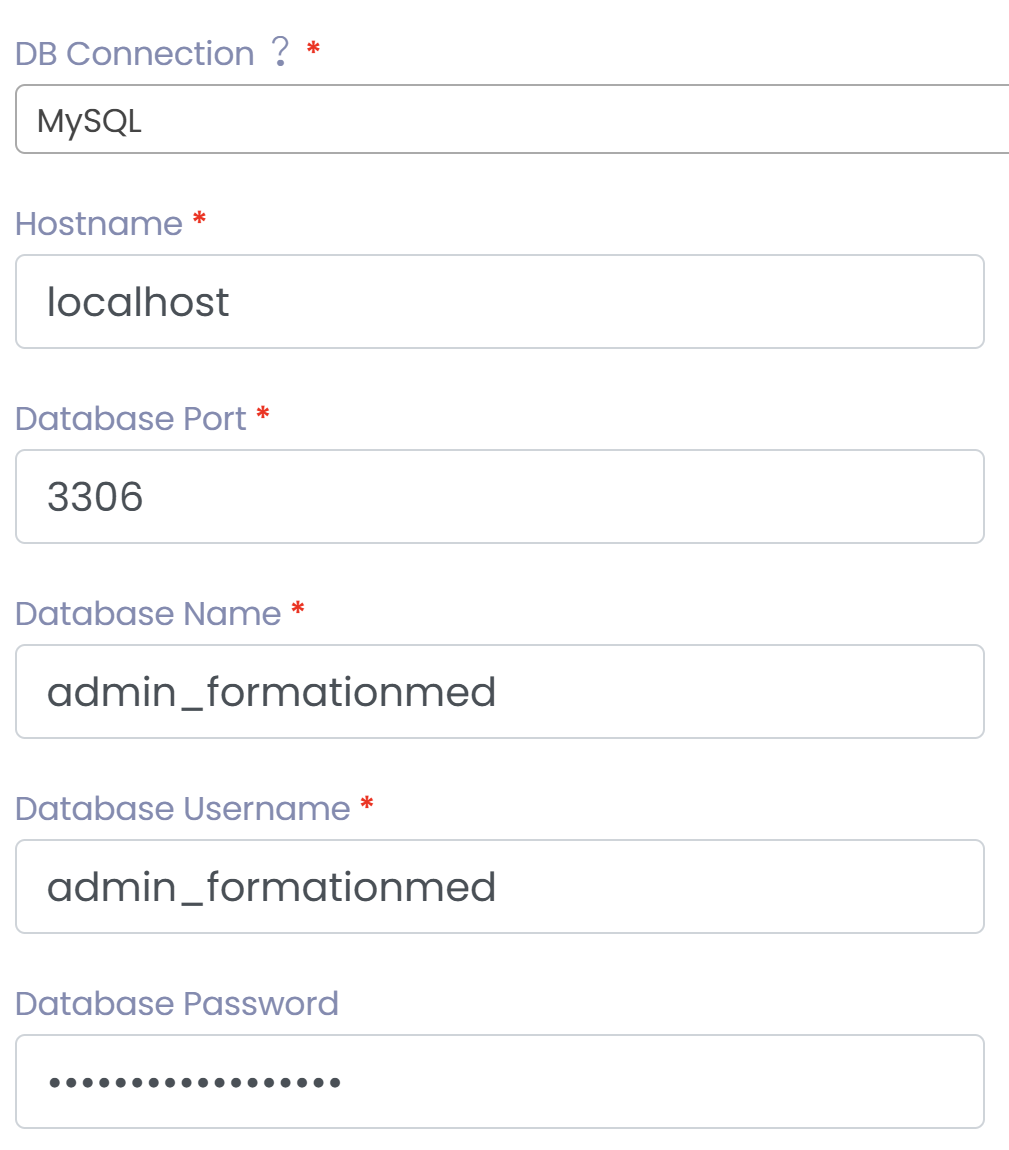 DB Connection ? *
MySQL
Hostname *
localhost
Database Port *
3306
Database Name *
admin_formationmed
Database Username *
admin_formationmed
Database Password
••••••••••••••••••